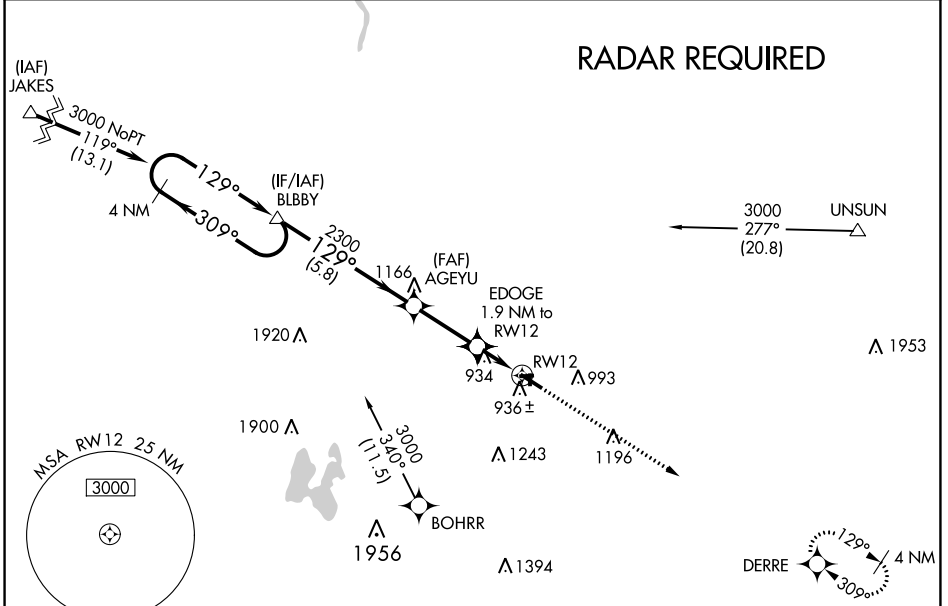 RADAR REQUIRED
(IAF)
JAKES
3000 NoPT
119°
(13.1)
4 NM
129°
309°
(IF/IAF)
BLBBY
2300
129°
(5.8)
1166
(FAF)
AGEYU
EDOGE
1.9 NM to
RW12
3000
277°
(20.8)
UNSUN
1920
934
RW12
993
936 ±
1953
1900
3000
340°
(11.5)
1243
1196
MSA RW12 25 NM
3000
BOHRR
1956
1394
DERRE
129°
309°
4 NM